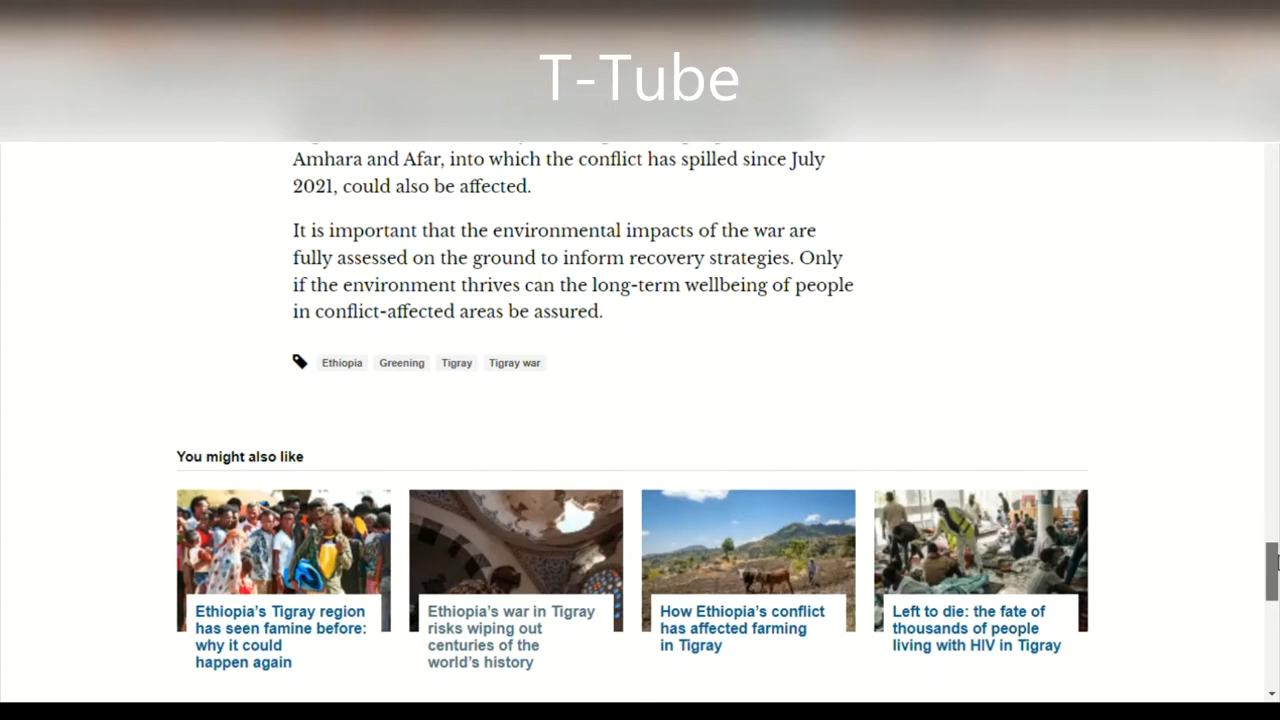 T-Tube
Amhara and Afar, into which the conflict has spilled since July
2021, could also be affected.
It is important that the environmental impacts of the war are
fully assessed on the ground to inform recovery strategies. Only
if the environment thrives can the long-term wellbeing of people
in conflict-affected areas be assured.
Ethiopia Greening Tigray Tigray war
You might also like
Ethiopia’s Tigray region
has seen famine before:
why it could
happen again
Ethiopia’s war in Tigray
risks wiping out
centuries of the
world’s history
How Ethiopia’s conflict
has affected farming
in Tigray
Left to die: the fate of
thousands of people
living with HIV in Tigray